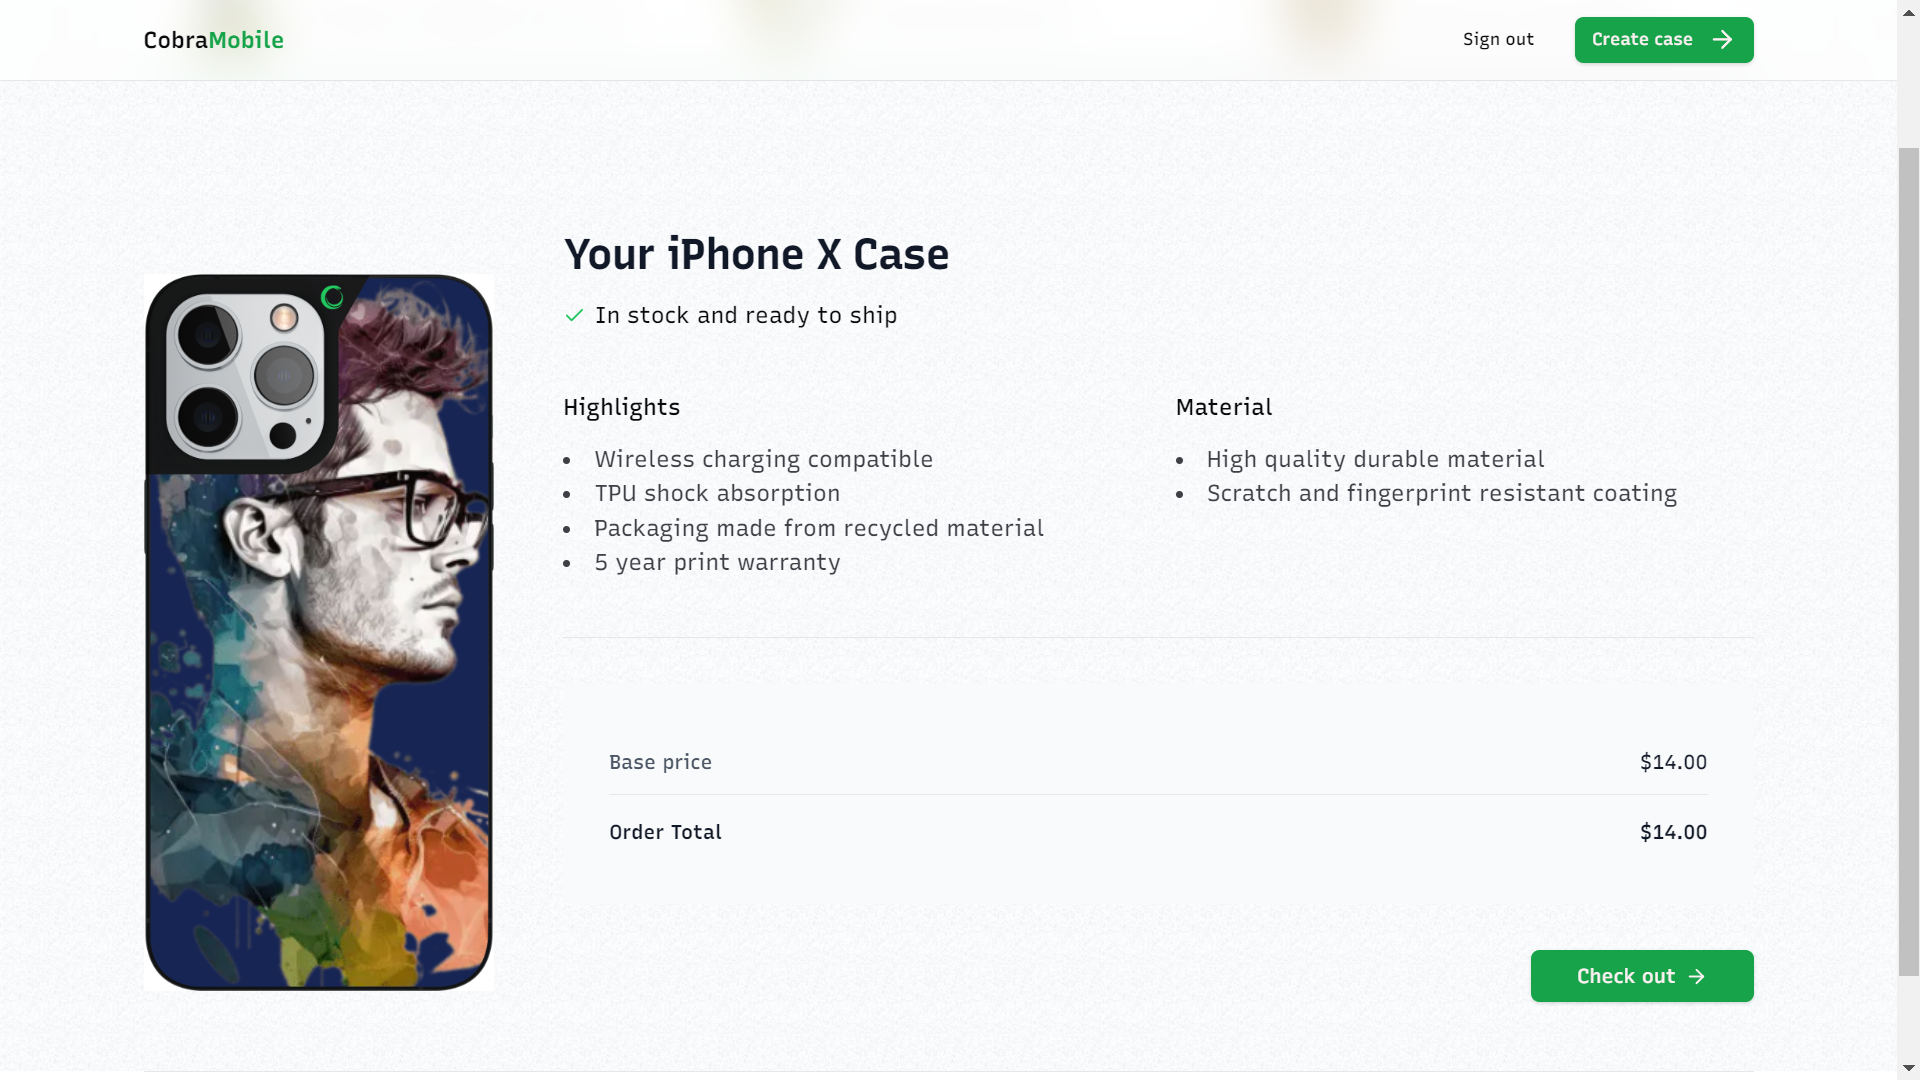 CobraMobile
Sign out
Create case
Your iPhone X Case
In stock and ready to ship
Highlights
Wireless charging compatible
TPU shock absorption
Packaging made from recycled material
5 year print warranty
Material
High quality durable material
Scratch and fingerprint resistant coating
Base price $14.00
Order Total $14.00
Check out